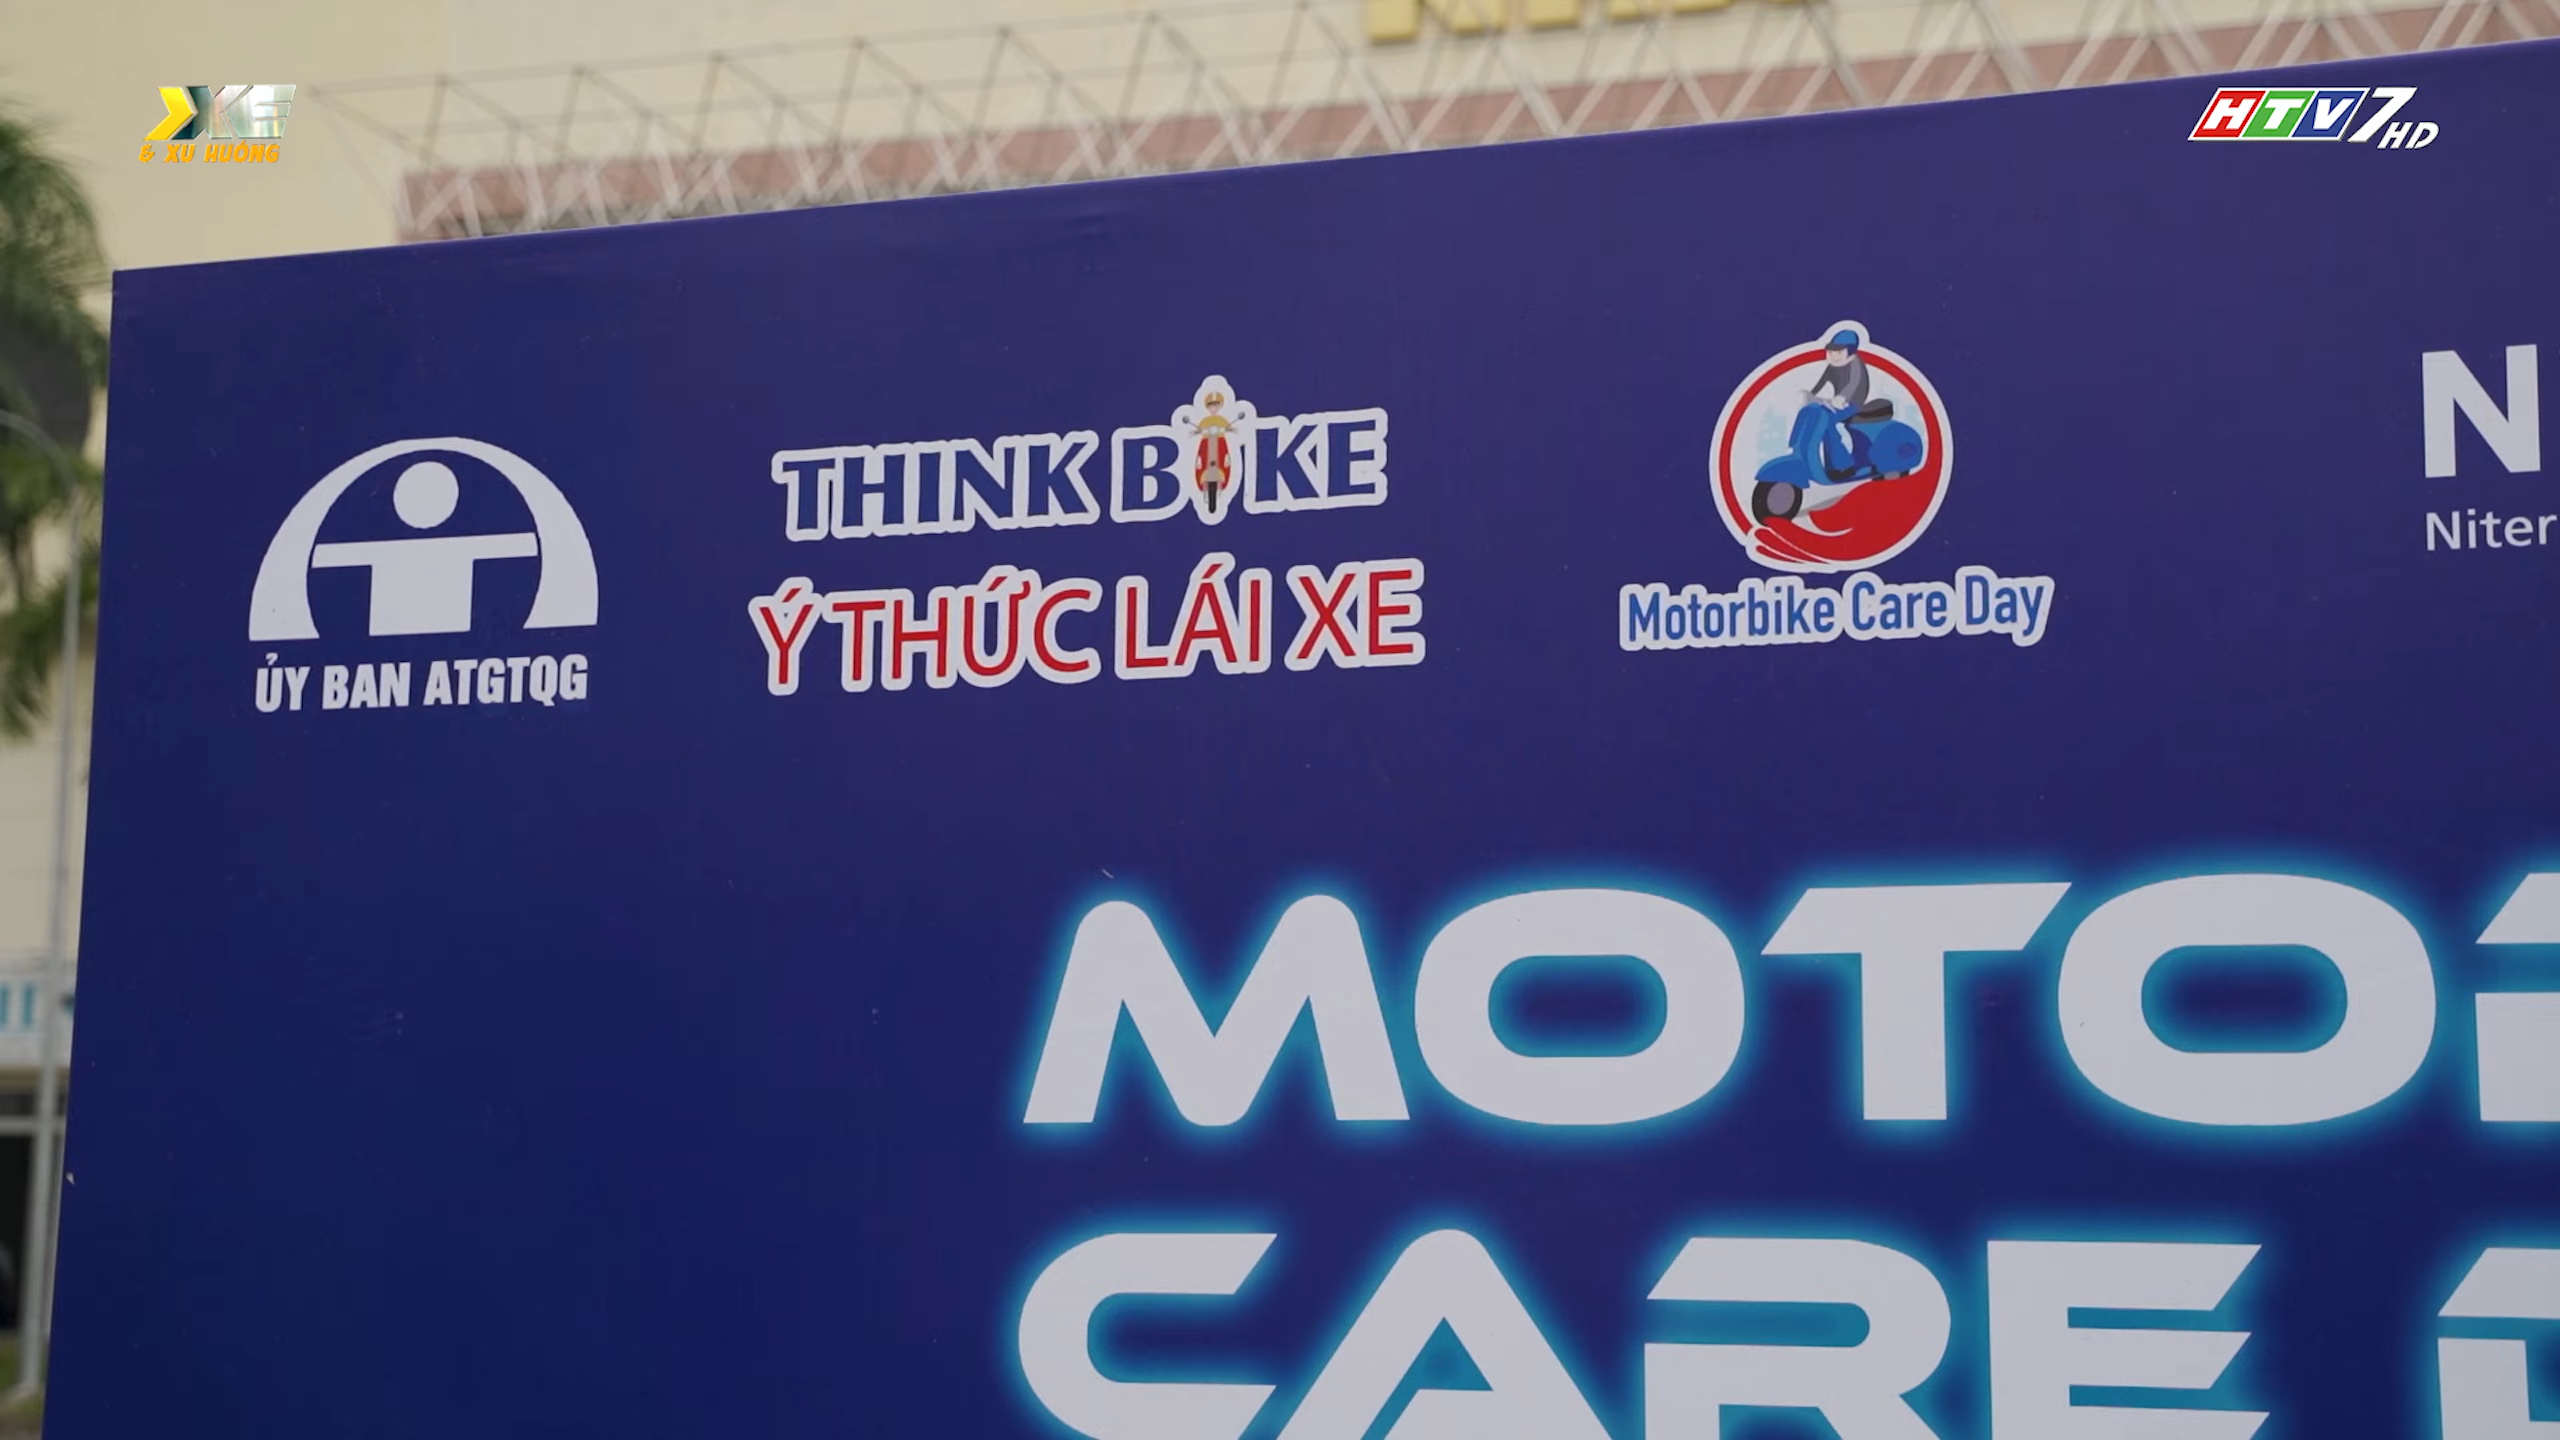 XE
& XU HƯỚNG
HTV7 HD
ỦY BAN ATGTQG
THINK BIKE
Ý THỨC LÁI XE
Motorbike Care Day
N
Niter
MOTO
CARE